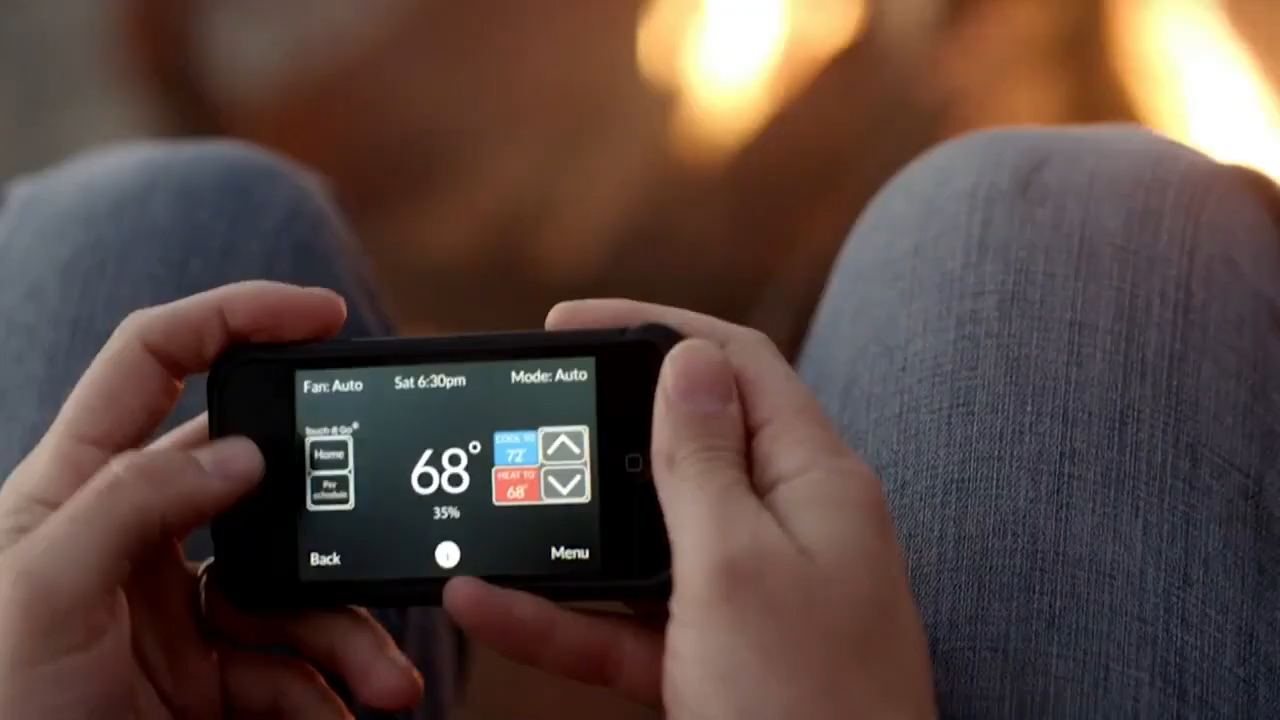 Fan: Auto Sat 6:30pm Mode: Auto
Touch & Go®
Home
Per schedule
68°
35%
COOL TO
72°
HEAT TO
68°
Back
Menu